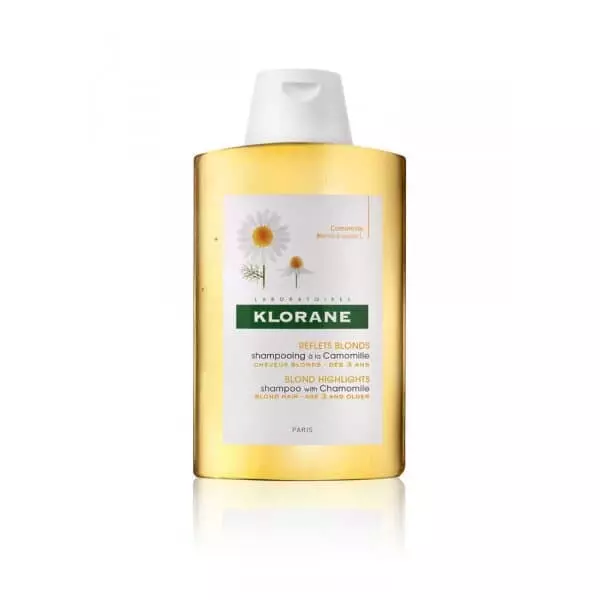 Camomille
LABORATOIRES
KLORANE
REFLETS BLONDS
shampooing à la Camomille
CHEVEUX BLONDS - DÈS 3 ANS
BLOND HIGHLIGHTS
shampoo with Chamomile
BLOND HAIR - AGE 3 AND OLDER
PARIS